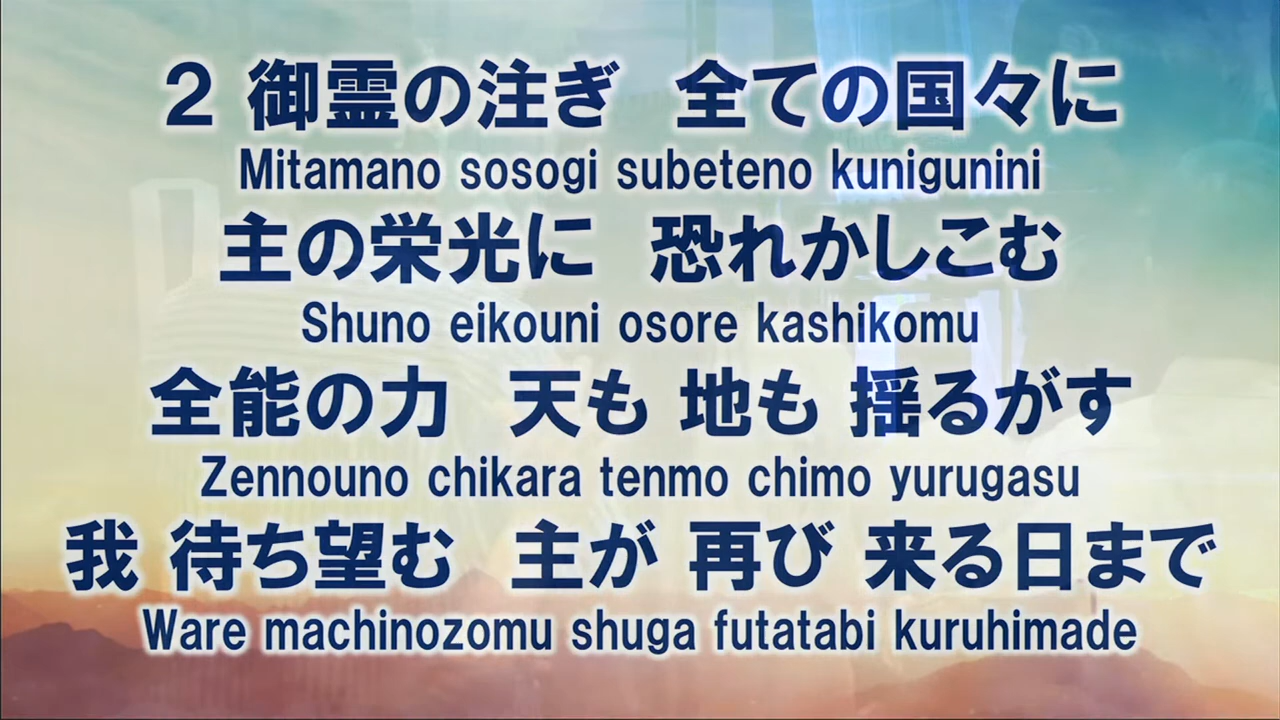 2 御霊の注ぎ 全ての国々に
Mitamano sosogi subeteno kunigunini
主の栄光に 恐れかしこむ
Shuno eikouni osore kashikomu
全能の力 天も 地も 揺るがす
Zennouno chikara tenmo chimo yurugasu
我 待ち望む 主が 再び 来る日まで
Ware machinozomu shuga futatabi kuruhimade